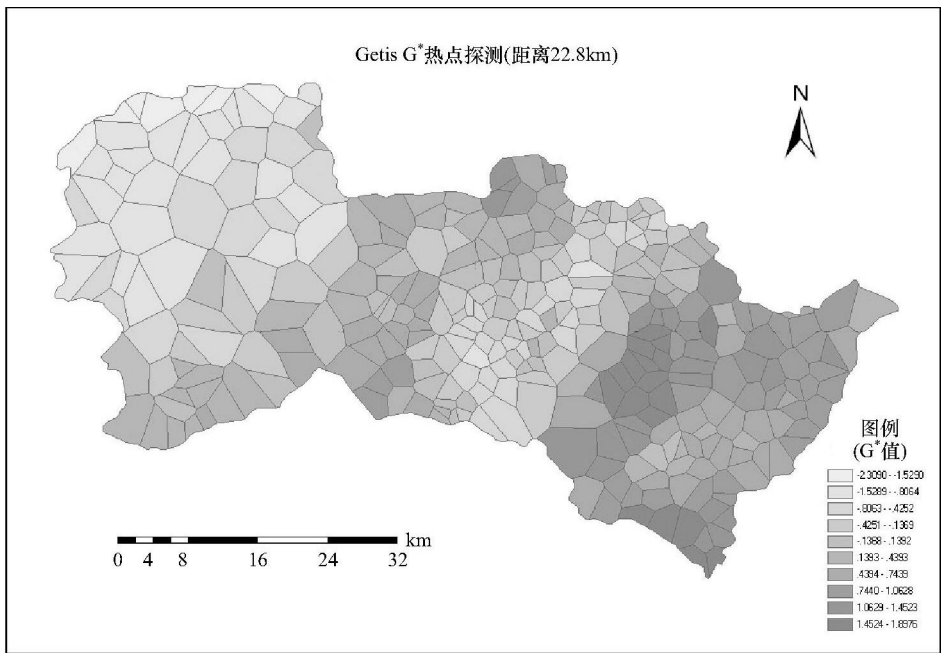 Getis G*热点探测(距离22.8km)
N
图例
(G*值)
-2.3090 - -1.5290
-1.5289 - -.8064
-.8063 - -.4252
-.4251 - -.1369
-.1368 - .1392
.1393 - .4393
.4394 - .7439
.7440 - 1.0628
1.0629 - 1.4523
1.4524 - 1.8976
km
0 4 8 16 24 32